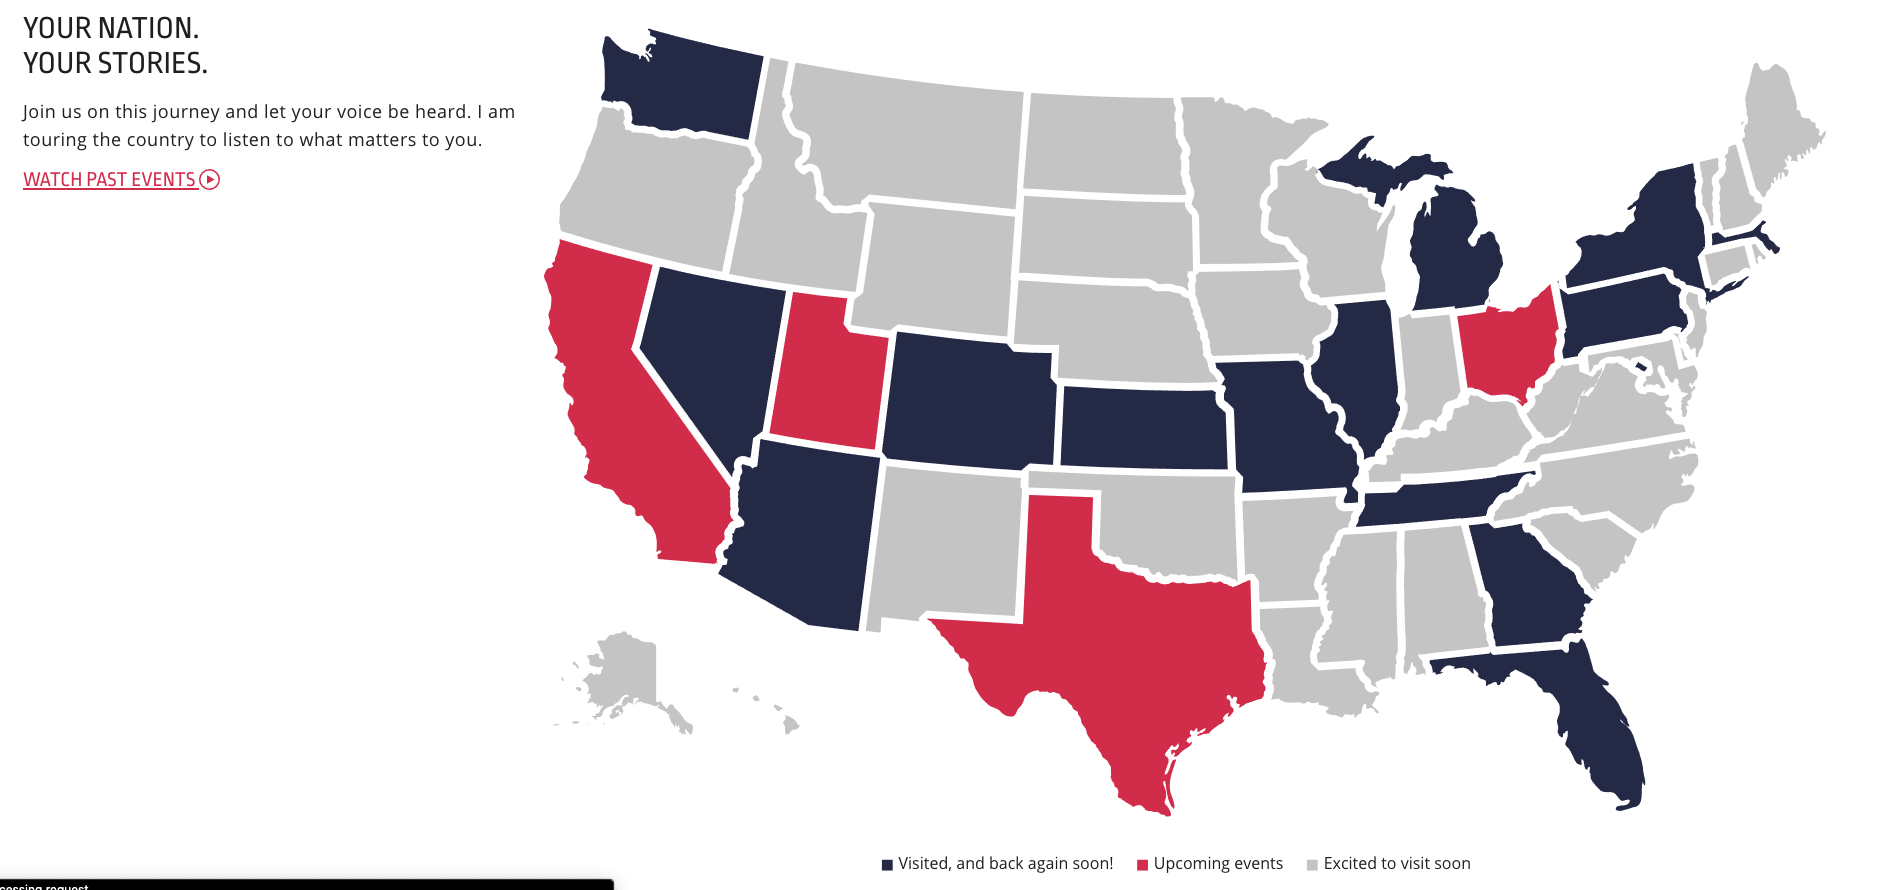 YOUR NATION.
YOUR STORIES.
Join us on this journey and let your voice be heard. I am
touring the country to listen to what matters to you.
WATCH PAST EVENTS
Visited, and back again soon! Upcoming events Excited to visit soon
request